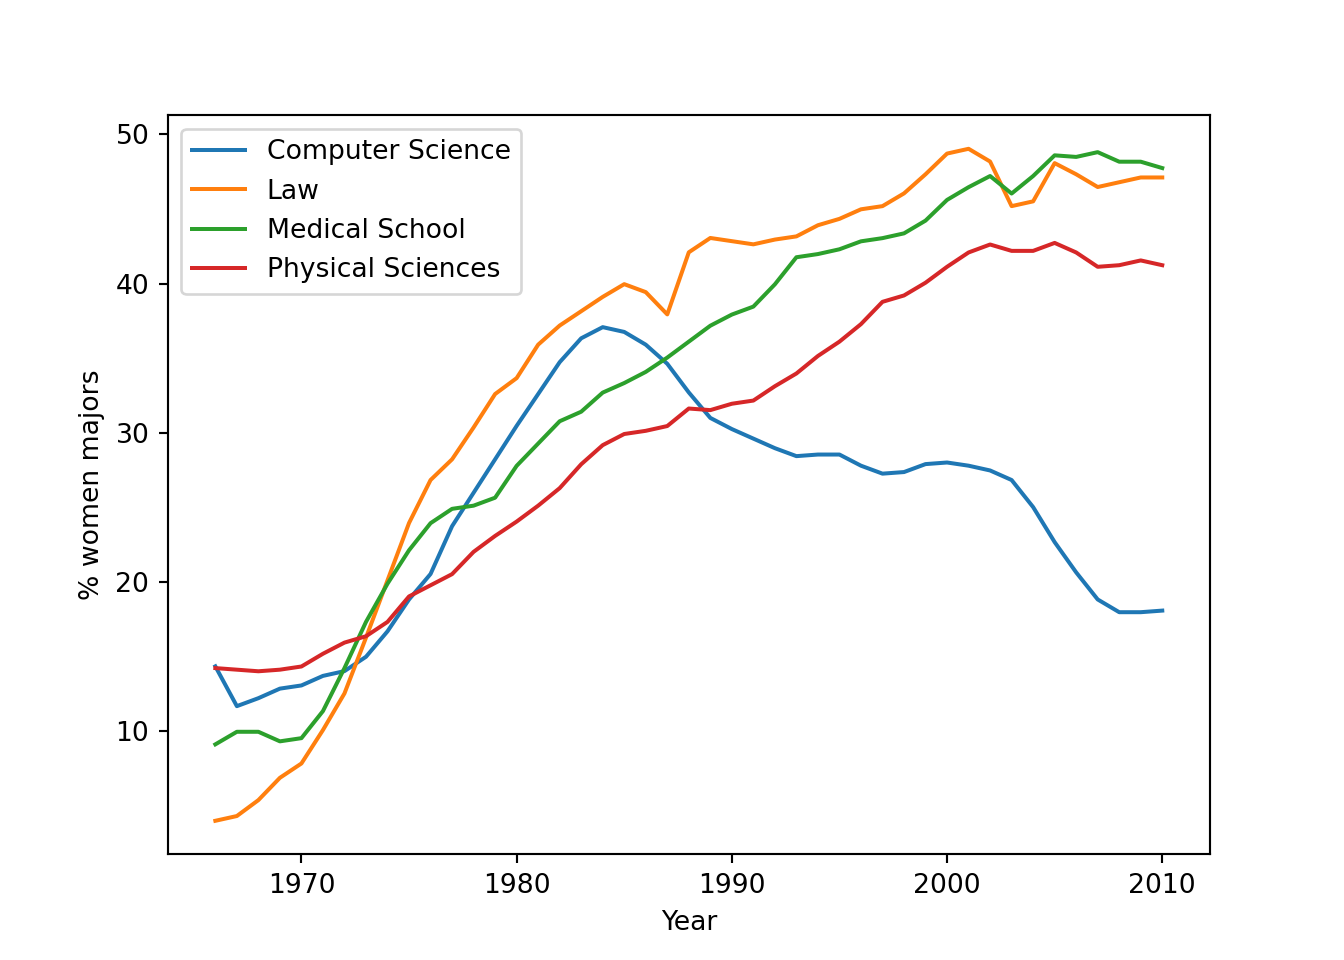 Computer Science
Law
Medical School
Physical Sciences
% women majors
50
40
30
20
10
1970 1980 1990 2000 2010
Year